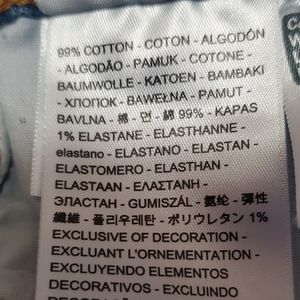 99% COTTON - COTON - ALGODÓN
- ALGODÃO - PAMUK - COTONE -
BAUMWOLLE - KATOEN - BAMBAKI
- ХЛОПОК - BAWEŁNA - PAMUT -
BAVLNA - 棉 - 면 - 綿 99% - KAPAS
1% ELASTANE - ELASTHANNE -
elastano - ELASTANO - ELASTAN -
ELASTOMERO - ELASTHAN -
ELASTAAN - ΕΛΑΣΤΑΝΗ -
ЭЛАСТАН - GUMISZÁL - 氨纶 - 彈性
纖維 - 폴리우레탄 - ポリウレタン 1%
EXCLUSIVE OF DECORATION -
EXCLUANT L'ORNEMENTATION -
EXCLUYENDO ELEMENTOS
DECORATIVOS - EXCLUINDO